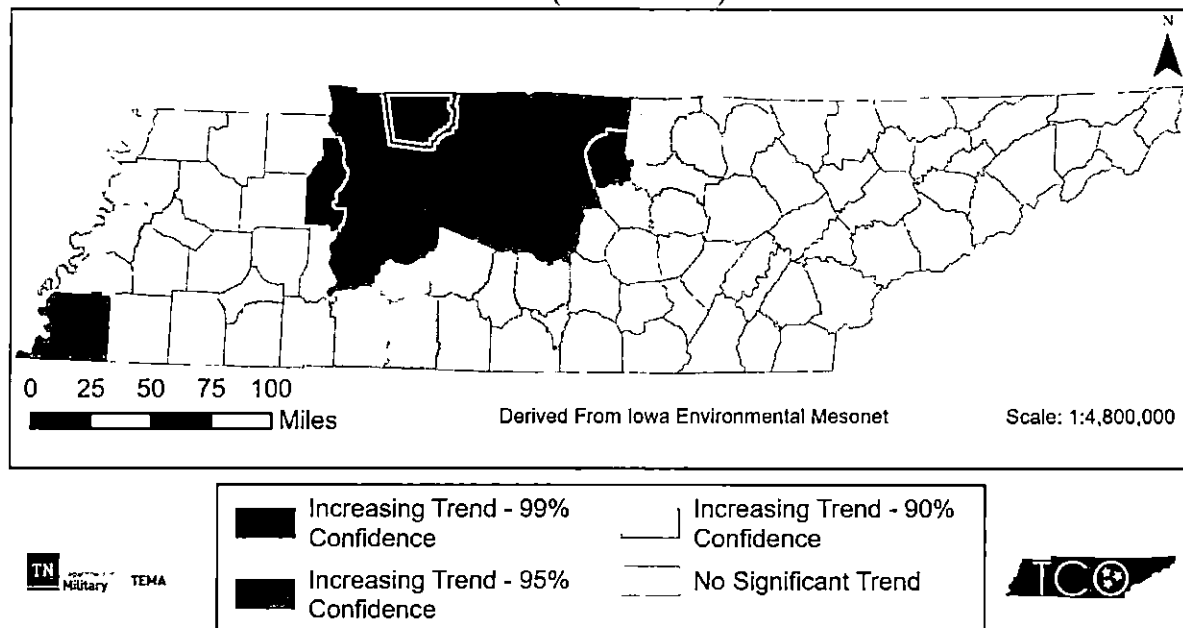 N
0 25 50 75 100
Miles
Derived From Iowa Environmental Mesonet
Scale: 1:4,800,000
Increasing Trend - 99%
Confidence
Increasing Trend - 95%
Confidence
Increasing Trend - 90%
Confidence
No Significant Trend
TN
Military
TEMA
TCO